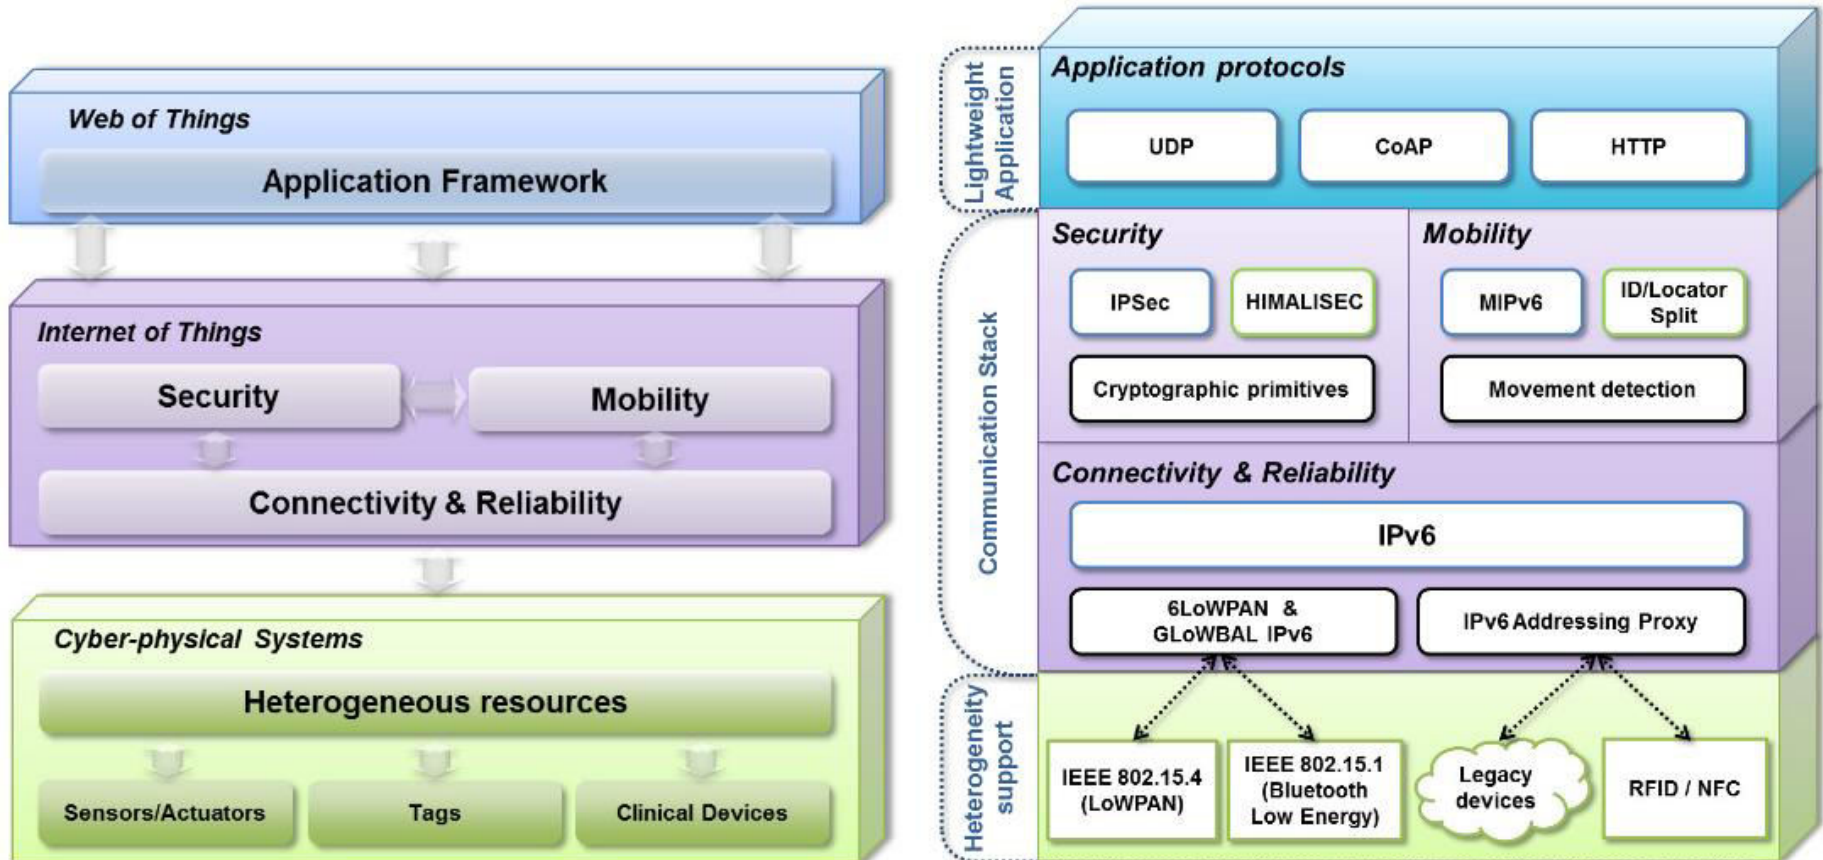 Web of Things
Application Framework
Internet of Things
Security
Mobility
Connectivity & Reliability
Cyber-physical Systems
Heterogeneous resources
Sensors/Actuators
Tags
Clinical Devices
Lightweight
Application
Application protocols
UDP
CoAP
HTTP
Communication Stack
Security
IPSec
HIMALISEC
Cryptographic primitives
Mobility
MIPv6
ID/Locator
Split
Movement detection
Connectivity & Reliability
IPv6
6LoWPAN &
GLoWBAL IPv6
IPv6 Addressing Proxy
Heterogeneity
support
IEEE 802.15.4
(LoWPAN)
IEEE 802.15.1
(Bluetooth
Low Energy)
Legacy
devices
RFID / NFC